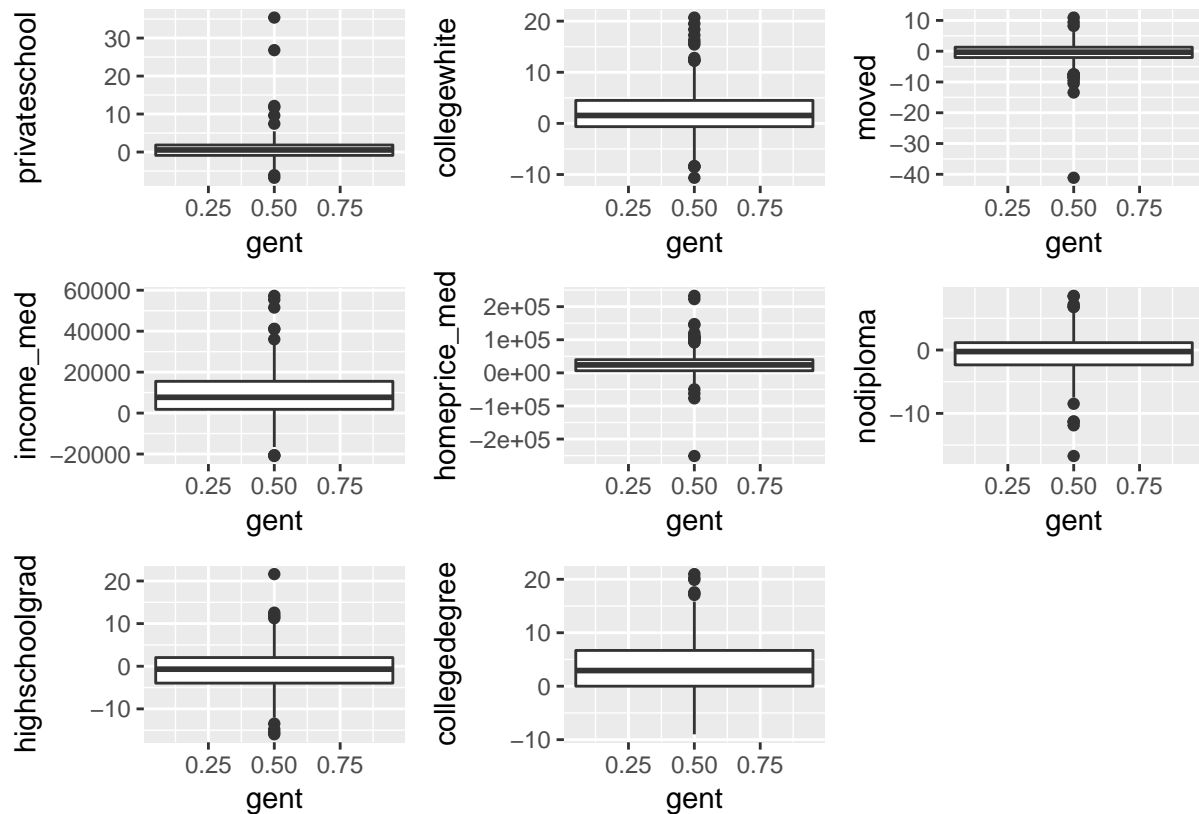 privateschool
30
20
10
0
0.25 0.50 0.75
gent
collegewhite
20
10
0
−10
0.25 0.50 0.75
gent
moved
10
0
−10
−20
−30
−40
0.25 0.50 0.75
gent
income_med
60000
40000
20000
0
−20000
0.25 0.50 0.75
gent
homeprice_med
2e+05
1e+05
0e+00
−1e+05
−2e+05
0.25 0.50 0.75
gent
nodiploma
0
−10
0.25 0.50 0.75
gent
highschoolgrad
20
10
0
−10
0.25 0.50 0.75
gent
collegedegree
20
10
0
−10
0.25 0.50 0.75
gent